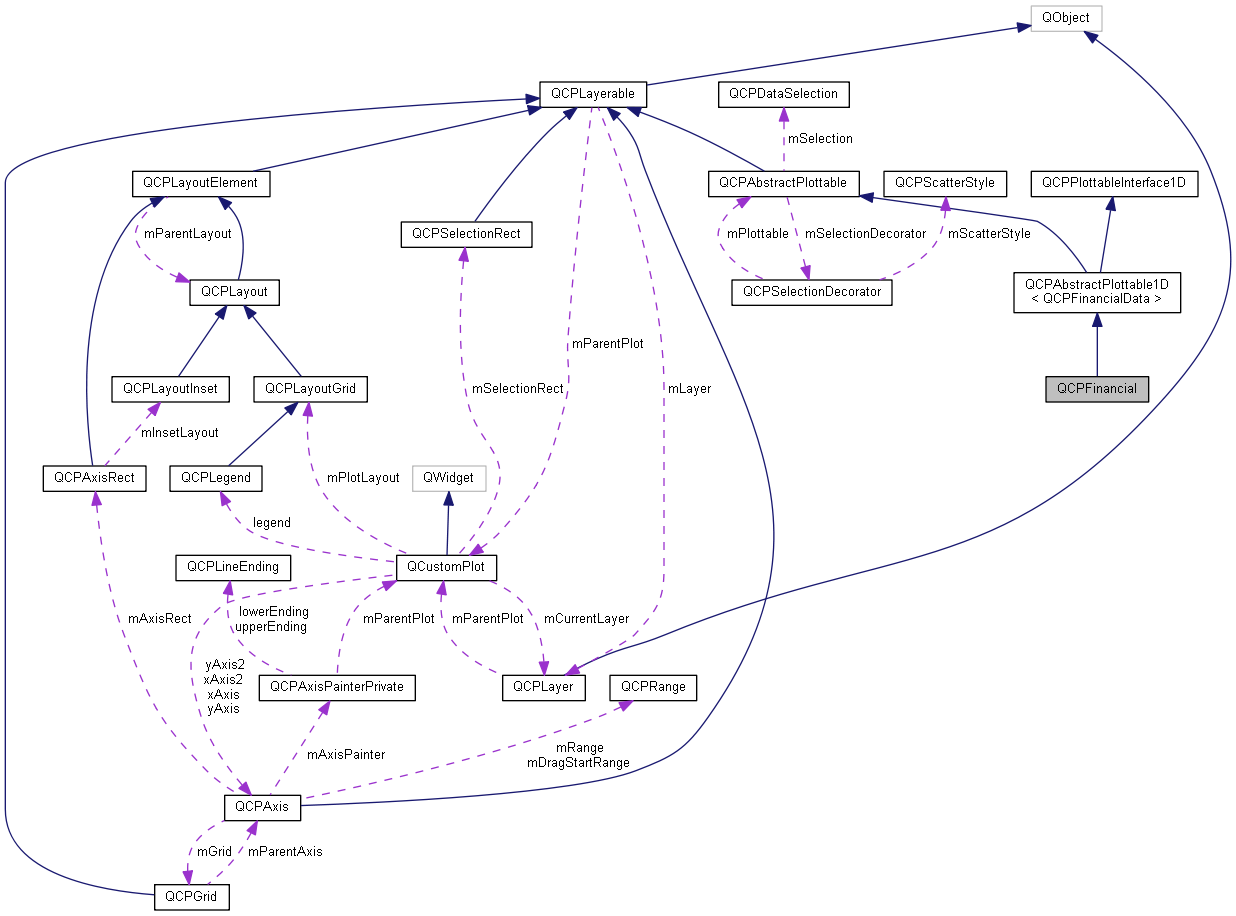 QObject
QCPLayerable
QCPDataSelection
mSelection
QCPLayoutElement
QCPAbstractPlottable
QCPScatterStyle
QCPPlottableInterface1D
mParentLayout
QCPSelectionRect
mPlottable
mSelectionDecorator
mScatterStyle
QCPLayout
QCPSelectionDecorator
QCPAbstractPlottable1D
< QCPFinancialData >
mParentPlot
QCPLayoutInset
QCPLayoutGrid
mSelectionRect
mLayer
QCPFinancial
mInsetLayout
QCPAxisRect
QCPLegend
mPlotLayout
QWidget
legend
QCPLineEnding
QCustomPlot
mAxisRect
lowerEnding
upperEnding
mParentPlot
mParentPlot
mCurrentLayer
yAxis2
xAxis2
xAxis
yAxis
QCPAxisPainterPrivate
QCPLayer
QCPRange
mAxisPainter
mRange
mDragStartRange
QCPAxis
mGrid
mParentAxis
QCPGrid